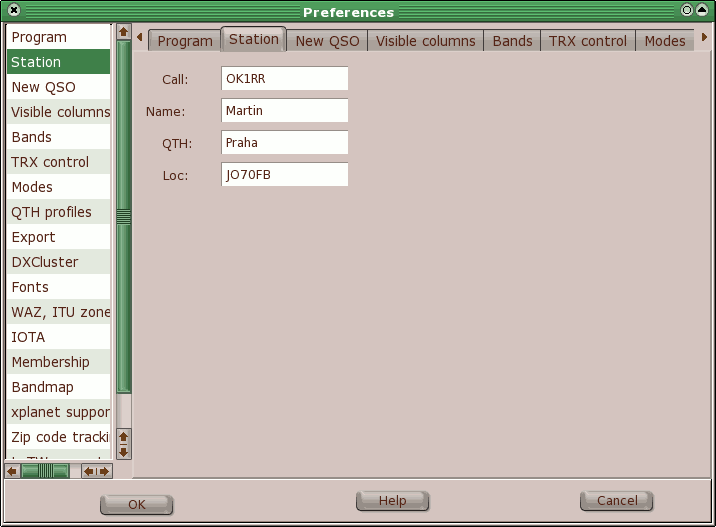 Preferences
Program
Station
New QSO
Visible columns
Bands
TRX control
Modes
QTH profiles
Export
DXCluster
Fonts
WAZ, ITU zone
IOTA
Membership
Bandmap
xplanet suppor
Zip code tracki
Program Station New QSO Visible columns Bands TRX control Modes
Call: OK1RR
Name: Martin
QTH: Praha
Loc: JO70FB
OK Help Cancel